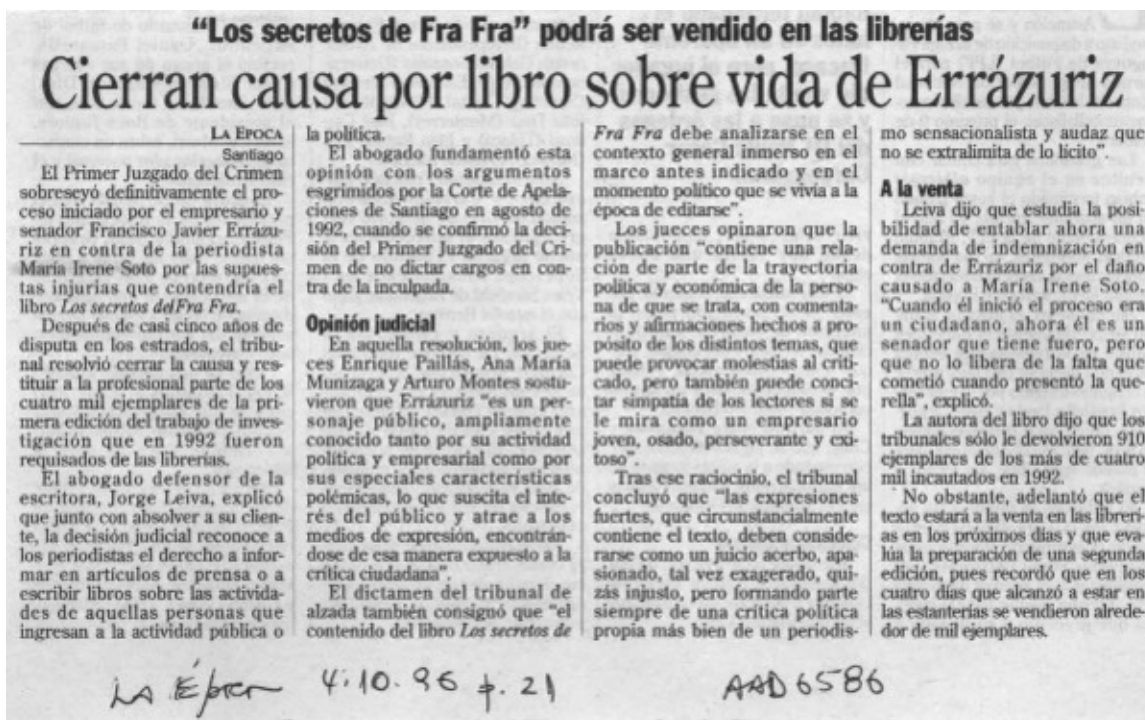 “Los secretos de Fra Fra” podrá ser vendido en las librerías
Cierran causa por libro sobre vida de Errázuriz
LA EPOCA
Santiago
El Primer Juzgado del Crimen
sobreseyó definitivamente el pro-
ceso iniciado por el empresario y
senador Francisco Javier Errázu-
riz en contra de la periodista
María Irene Soto por las supues-
tas injurias que contendría el
libro Los secretos del Fra Fra.
Después de casi cinco años de
disputa en los estrados, el tribu-
nal resolvió cerrar la causa y res-
tituir a la profesional parte de los
cuatro mil ejemplares de la pri-
mera edición del trabajo de inves-
tigación que en 1992 fueron
requisados de las librerías.
El abogado defensor de la
escritora, Jorge Leiva, explicó
que junto con absolver a su clien-
te, la decisión judicial reconoce a
los periodistas el derecho a infor-
mar en artículos de prensa o a
escribir libros sobre las activida-
des de aquellas personas que
ingresan a la actividad pública o
la política.
El abogado fundamentó esta
opinión con los argumentos
esgrimidos por la Corte de Apela-
ciones de Santiago en agosto de
1992, cuando se confirmó la deci-
sión del Primer Juzgado del Cri-
men de no dictar cargos en con-
tra de la inculpada.
Opinión judicial
En aquella resolución, los jue-
ces Enrique Paillás, Ana María
Munizaga y Arturo Montes sostu-
vieron que Errázuriz “es un per-
sonaje público, ampliamente
conocido tanto por su actividad
política y empresarial como por
sus especiales características
polémicas, lo que suscita el inte-
rés del público y atrae a los
medios de expresión, encontrán-
dose de esa manera expuesto a la
crítica ciudadana”.
El dictamen del tribunal de
alzada también consignó que “el
contenido del libro Los secretos de
Fra Fra debe analizarse en el
contexto general inmerso en el
marco antes indicado y en el
momento político que se vivía a la
época de editarse”.
Los jueces opinaron que la
publicación “contiene una rela-
ción de parte de la trayectoria
política y económica de la perso-
na de que se trata, con comenta-
rios y afirmaciones hechos a pro-
pósito de los distintos temas, que
puede provocar molestias al criti-
cado, pero también puede conci-
tar simpatía de los lectores si se
le mira como un empresario
joven, osado, perseverante y exi-
toso”.
Tras ese raciocinio, el tribunal
concluyó que “las expresiones
fuertes, que circunstancialmente
contiene el texto, deben conside-
rarse como un juicio acerbo, apa-
sionado, tal vez exagerado, qui-
zás injusto, pero formando parte
siempre de una crítica política
propia más bien de un periodis-
mo sensacionalista y audaz que
no se extralimita de lo lícito”.
A la venta
Leiva dijo que estudia la posi-
bilidad de entablar ahora una
demanda de indemnización en
contra de Errázuriz por el daño
causado a María Irene Soto.
“Cuando él inició el proceso era
un ciudadano, ahora él es un
senador que tiene fuero, pero
que no lo libera de la falta que
cometió cuando presentó la que-
rella”, explicó.
La autora del libro dijo que los
tribunales sólo le devolvieron 910
ejemplares de los más de cuatro
mil incautados en 1992.
No obstante, adelantó que el
texto estará a la venta en las librerí-
as en los próximos días y que eva-
lúa la preparación de una segunda
edición, pues recordó que en los
cuatro días que alcanzó a estar en
las estanterías se vendieron alrede-
dor de mil ejemplares.
La Época 4.10.96 p. 21 AAD6586